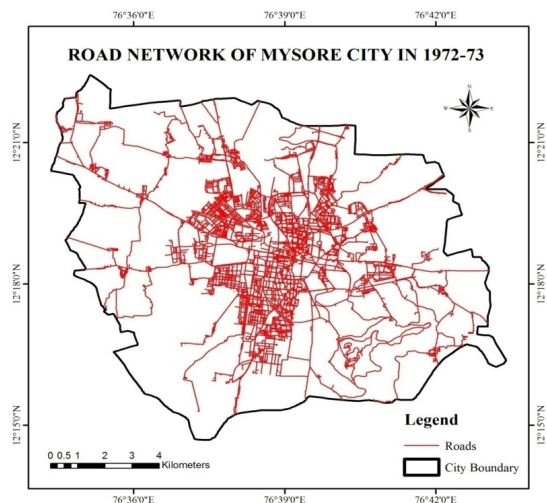 76°36'0"E 76°39'0"E 76°42'0"E
ROAD NETWORK OF MYSORE CITY IN 1972-73
N
W E
S
12°21'0"N 12°21'0"N
12°18'0"N 12°18'0"N
12°15'0"N 12°15'0"N
Legend
Roads
City Boundary
0 0.5 1 2 3 4
Kilometers
76°36'0"E 76°39'0"E 76°42'0"E